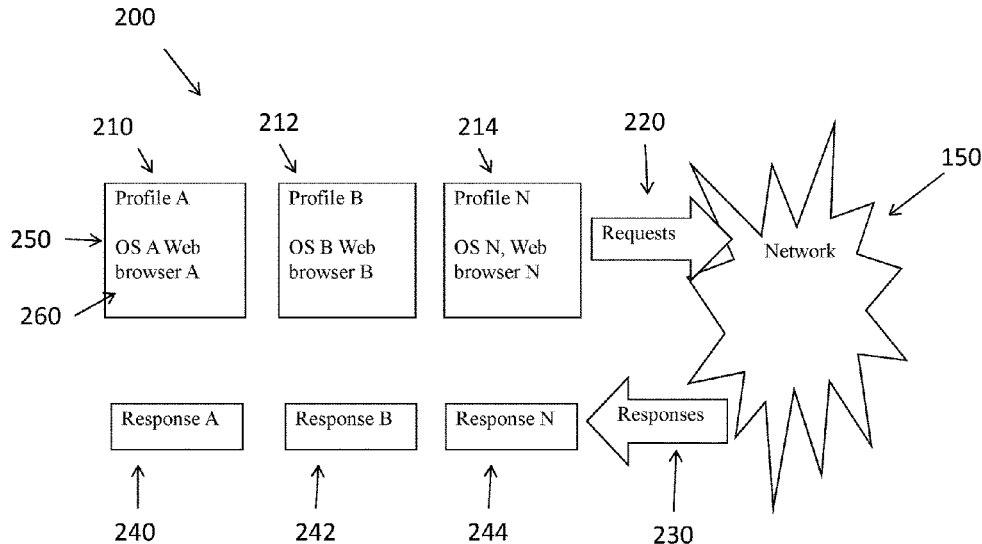 200
210
212
214
220
150
Profile A
OS A Web
browser A
Profile B
OS B Web
browser B
Profile N
OS N, Web
browser N
Requests
Network
250
260
Response A
Response B
Response N
Responses
240
242
244
230